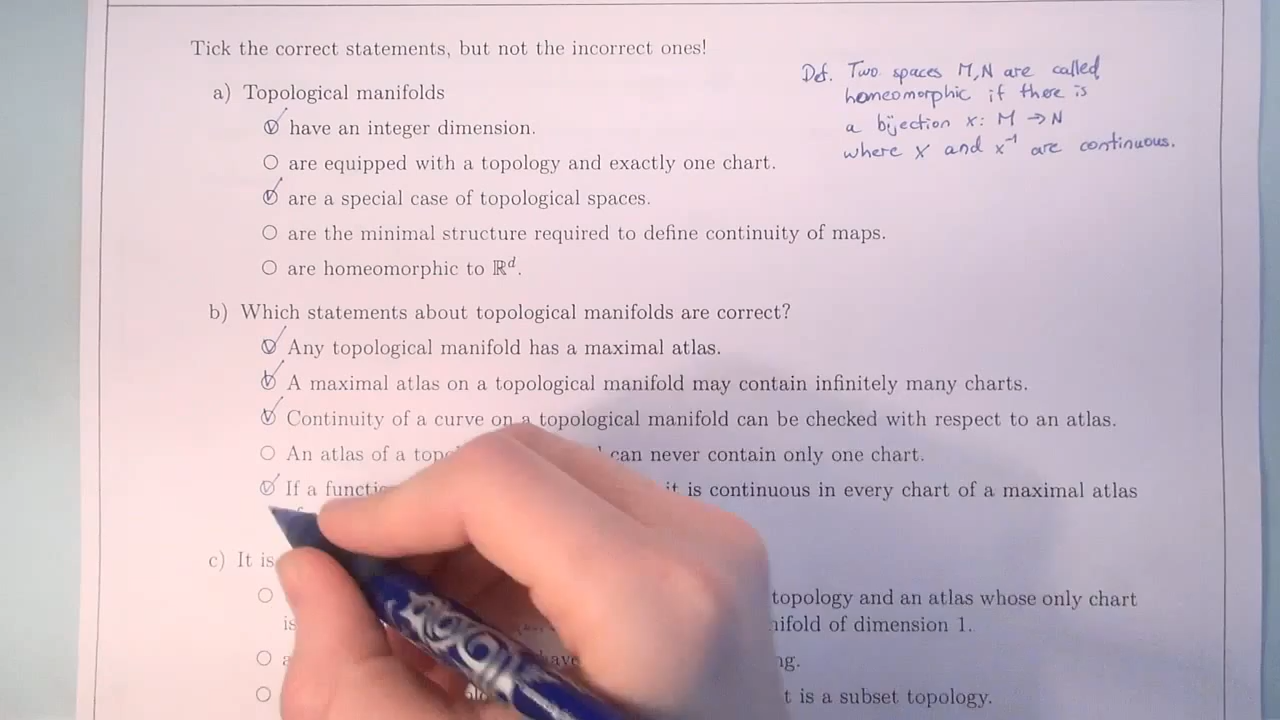 Tick the correct statements, but not the incorrect ones!
Def. Two spaces M,N are called
homeomorphic if there is
a bijection x: M → N
where x and x⁻¹ are continuous.
a) Topological manifolds
have an integer dimension.
are equipped with a topology and exactly one chart.
are a special case of topological spaces.
are the minimal structure required to define continuity of maps.
are homeomorphic to ℝᵈ.
b) Which statements about topological manifolds are correct?
Any topological manifold has a maximal atlas.
A maximal atlas on a topological manifold may contain infinitely many charts.
Continuity of a curve on a topological manifold can be checked with respect to an atlas.
An atlas of a can never contain only one chart.
If a it is continuous in every chart of a maximal atlas
c) It is
topology and an atlas whose only chart
is of dimension 1.
t is a subset topology.